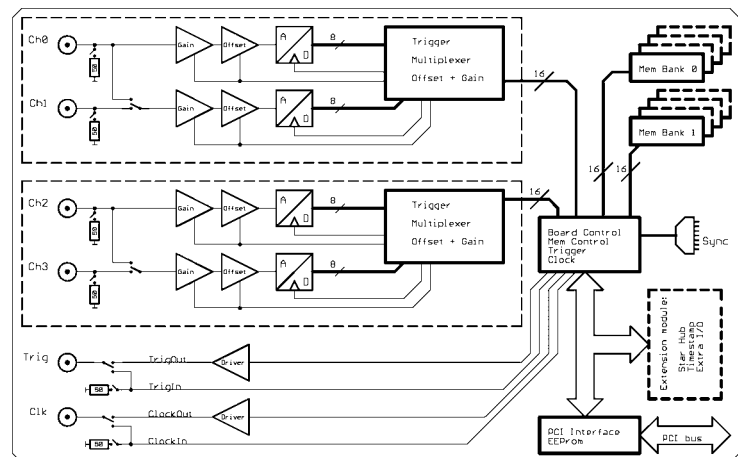 Ch0
50
Gain
Offset
A
D
8
Trigger
Multiplexer
Offset + Gain
16
Ch1
50
Gain
Offset
A
D
8
Mem Bank 0
Mem Bank 1
16
16
Ch2
50
Gain
Offset
A
D
8
Trigger
Multiplexer
Offset + Gain
16
Ch3
50
Gain
Offset
A
D
8
Board Control
Mem Control
Trigger
Clock
Sync
Trig
TrigOut
Driver
50
TrigIn
Clk
ClockOut
Driver
50
ClockIn
Extension module:
Star Hub
Timestamp
Extra I/O
PCI Interface
EEProm
PCI bus